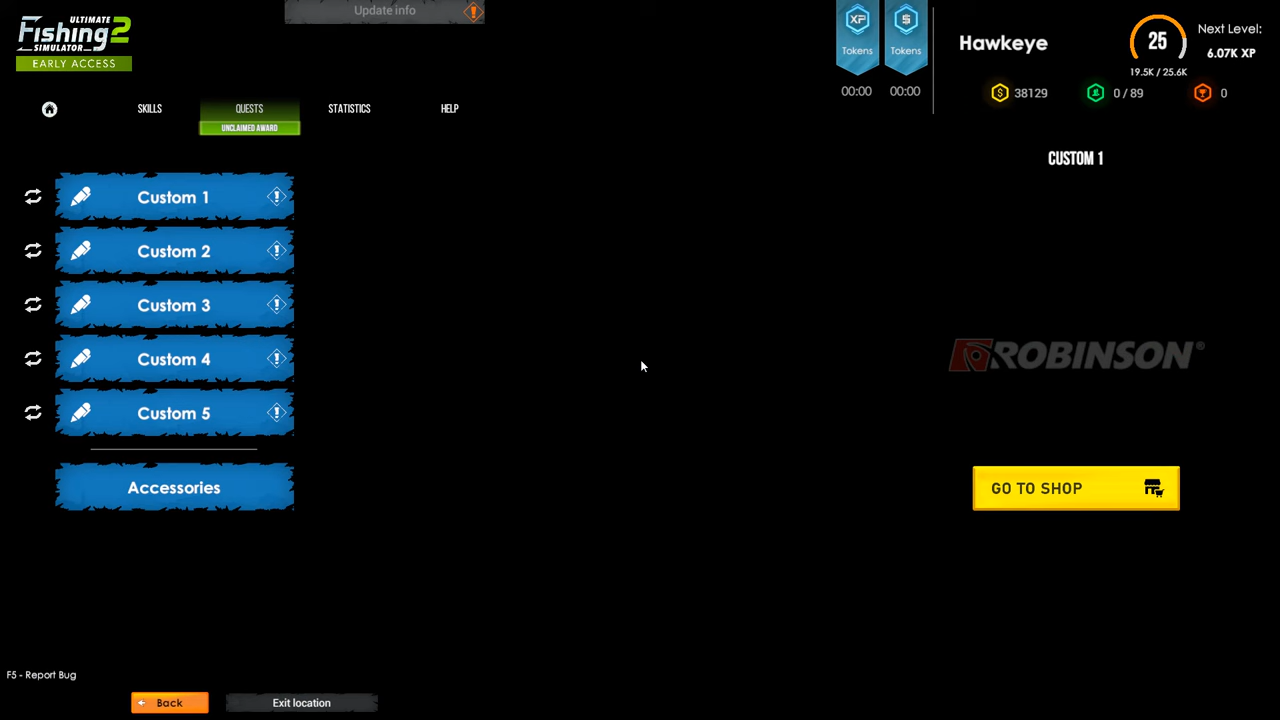 ULTIMATE
Fishing 2
SIMULATOR
EARLY ACCESS
Update info
XP
Tokens
$
Tokens
00:00
00:00
Hawkeye
25
19.5K / 25.6K
Next Level:
6.07K XP
38129
0 / 89
0
SKILLS
QUESTS
UNCLAIMED AWARD
STATISTICS
HELP
Custom 1
Custom 2
Custom 3
Custom 4
Custom 5
Accessories
CUSTOM 1
ROBINSON®
GO TO SHOP
F5 - Report Bug
Back
Exit location